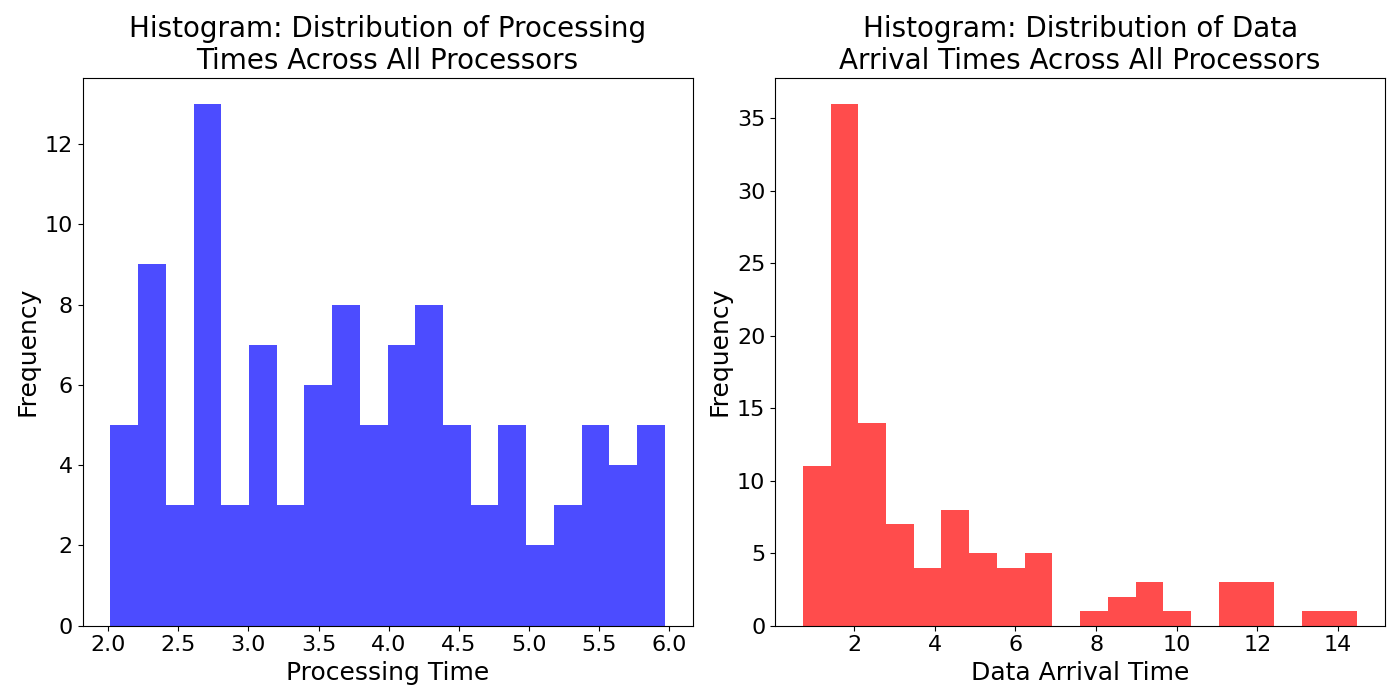 Histogram: Distribution of Processing
Times Across All Processors
12
10
8
6
4
2
0
Frequency
2.0 2.5 3.0 3.5 4.0 4.5 5.0 5.5 6.0
Processing Time
Histogram: Distribution of Data
Arrival Times Across All Processors
35
30
25
20
15
10
5
0
Frequency
2 4 6 8 10 12 14
Data Arrival Time